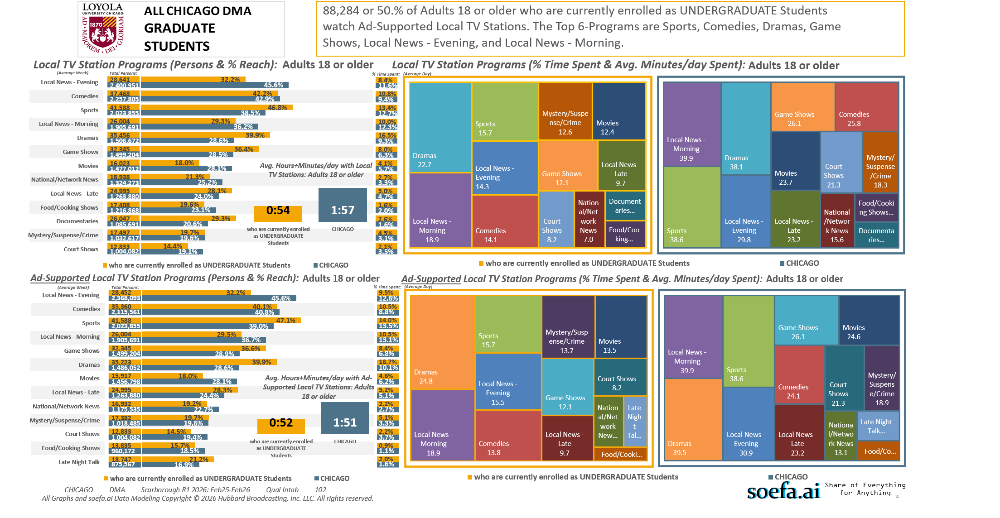 LOYOLA
UNIVERSITY CHICAGO
1870
AD • MAJOREM • DEI • GLORIAM
ALL CHICAGO DMA
GRADUATE
STUDENTS
88,284 or 50.% of Adults 18 or older who are currently enrolled as UNDERGRADUATE Students
watch Ad-Supported Local TV Stations. The Top 6-Programs are Sports, Comedies, Dramas, Game
Shows, Local News - Evening, and Local News - Morning.
Local TV Station Programs (Persons & % Reach): Adults 18 or older
(Average Week) Total Persons: % Time Spent:
Local News - Evening 28,641 32.2% 8.4%
2,400,951 45.6% 11.6%
Comedies 37,468 42.2% 10.8%
2,257,805 42.9% 9.4%
Sports 41,588 46.8% 13.4%
2,023,855 38.5% 12.7%
Local News - Morning 26,004 29.3% 10.0%
1,905,691 36.2% 12.3%
Dramas 35,456 39.9% 16.5%
1,506,672 28.6% 9.3%
Game Shows 32,345 36.4% 8.0%
1,499,204 28.5% 6.3%
Movies 16,023 18.0% 4.1%
1,477,012 28.1% 5.7%
National/Network News 18,938 21.3% 2.7%
1,324,273 25.2% 3.3%
Local News - Late 24,995 28.1% 5.0%
1,263,880 24.0% 4.7%
Food/Cooking Shows 17,408 19.6% 1.6%
1,216,868 23.1% 2.0%
Documentaries 26,047 29.3% 2.6%
1,085,691 20.6% 1.6%
Mystery/Suspense/Crime 17,497 19.7% 4.5%
1,032,617 19.6% 3.1%
Court Shows 12,833 14.4% 2.1%
1,004,082 19.1% 3.5%
Avg. Hours+Minutes/day with Local
TV Stations: Adults 18 or older
0:54 1:57
who are currently enrolled
as UNDERGRADUATE
Students
CHICAGO
who are currently enrolled as UNDERGRADUATE Students CHICAGO
Local TV Station Programs (% Time Spent & Avg. Minutes/day Spent): Adults 18 or older
(Average Day)
Dramas
22.7
Local News -
Morning
18.9
Sports
15.7
Local News -
Evening
14.3
Comedies
14.1
Mystery/Suspe
nse/Crime
12.6
Movies
12.4
Game Shows
12.1
Local News -
Late
9.7
Court
Shows
8.2
Nation
al/Net
work
News
7.0
Document
aries...
Food/Coo
king...
Local News -
Morning
39.9
Sports
38.6
Dramas
38.1
Local News -
Evening
29.8
Game Shows
26.1
Comedies
25.8
Movies
23.7
Local News -
Late
23.2
Court
Shows
21.3
Mystery/
Suspense
/Crime
18.3
National
/Networ
k News
15.6
Food/Cooki
ng Shows...
Documenta
ries...
who are currently enrolled as UNDERGRADUATE Students CHICAGO
Ad-Supported Local TV Station Programs (Persons & % Reach): Adults 18 or older
(Average Week) Total Persons: % Time Spent:
Local News - Evening 28,452 32.2% 9.5%
2,368,093 45.6% 12.6%
Comedies 35,360 40.1% 10.5%
2,115,561 40.8% 8.8%
Sports 41,588 47.1% 14.0%
2,023,855 39.0% 13.5%
Local News - Morning 26,004 29.5% 10.5%
1,905,691 36.7% 13.1%
Game Shows 32,345 36.6% 8.4%
1,499,204 28.9% 6.8%
Dramas 35,223 39.9% 18.7%
1,486,052 28.6% 10.1%
Movies 15,917 18.0% 4.6%
1,456,798 28.1% 6.2%
Local News - Late 24,995 28.3% 5.2%
1,263,880 24.4% 5.1%
National/Network News 16,932 19.2% 2.2%
1,175,535 22.7% 2.7%
Mystery/Suspense/Crime 17,382 19.7% 5.1%
1,018,485 19.6% 3.3%
Court Shows 12,833 14.5% 2.2%
1,004,082 19.4% 3.7%
Food/Cooking Shows 13,835 15.7% 0.9%
960,172 18.5% 1.1%
Late Night Talk 18,747 21.2% 2.0%
875,567 16.9% 1.6%
Avg. Hours+Minutes/day with Ad-
Supported Local TV Stations: Adults
18 or older
0:52 1:51
who are currently enrolled
as UNDERGRADUATE
Students
CHICAGO
who are currently enrolled as UNDERGRADUATE Students CHICAGO
Ad-Supported Local TV Station Programs (% Time Spent & Avg. Minutes/day Spent): Adults 18 or older
(Average Day)
Dramas
24.8
Local News -
Morning
18.9
Sports
15.7
Local News -
Evening
15.5
Comedies
13.8
Mystery/Susp
ense/Crime
13.7
Movies
13.5
Game Shows
12.1
Local News -
Late
9.7
Court Shows
8.2
Nation
al/Net
work
New...
Late
Nigh
t
Tal...
Food/Cooki...
Local News -
Morning
39.9
Dramas
39.5
Sports
38.6
Local News -
Evening
30.9
Game Shows
26.1
Movies
24.6
Comedies
24.1
Local News -
Late
23.2
Court
Shows
21.3
Mystery/
Suspens
e/Crime
18.9
Nationa
l/Netwo
rk News
13.1
Late Night
Talk...
Food/Co...
who are currently enrolled as UNDERGRADUATE Students CHICAGO
CHICAGO DMA Scarborough R1 2026: Feb25-Feb26 Qual Intab 102
All Graphs and soefa.ai Data Modeling Copyright © 2026 Hubbard Broadcasting, Inc. LLC. All rights reserved.
soefa.ai
Share of Everything
for Anything ©